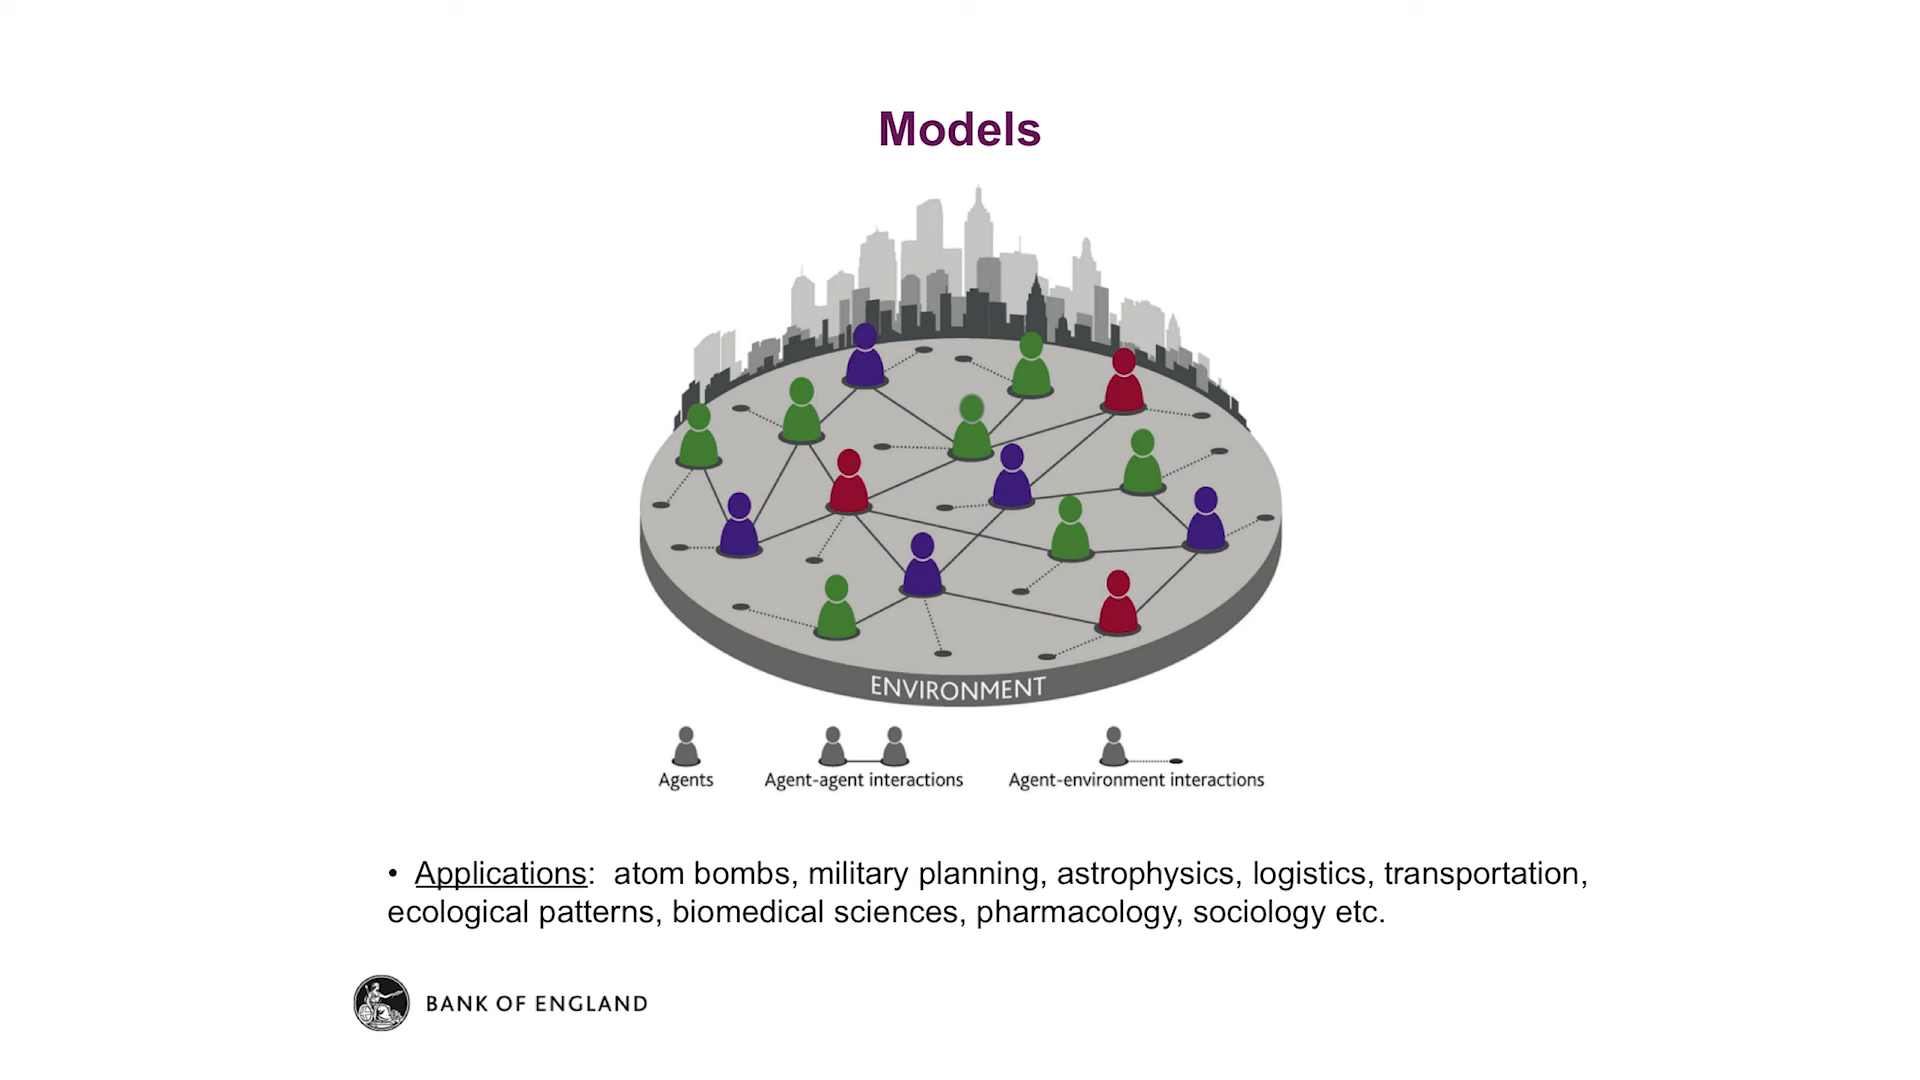 Models
ENVIRONMENT
Agents
Agent-agent interactions
Agent-environment interactions
• Applications:  atom bombs, military planning, astrophysics, logistics, transportation,
ecological patterns, biomedical sciences, pharmacology, sociology etc.
BANK OF ENGLAND